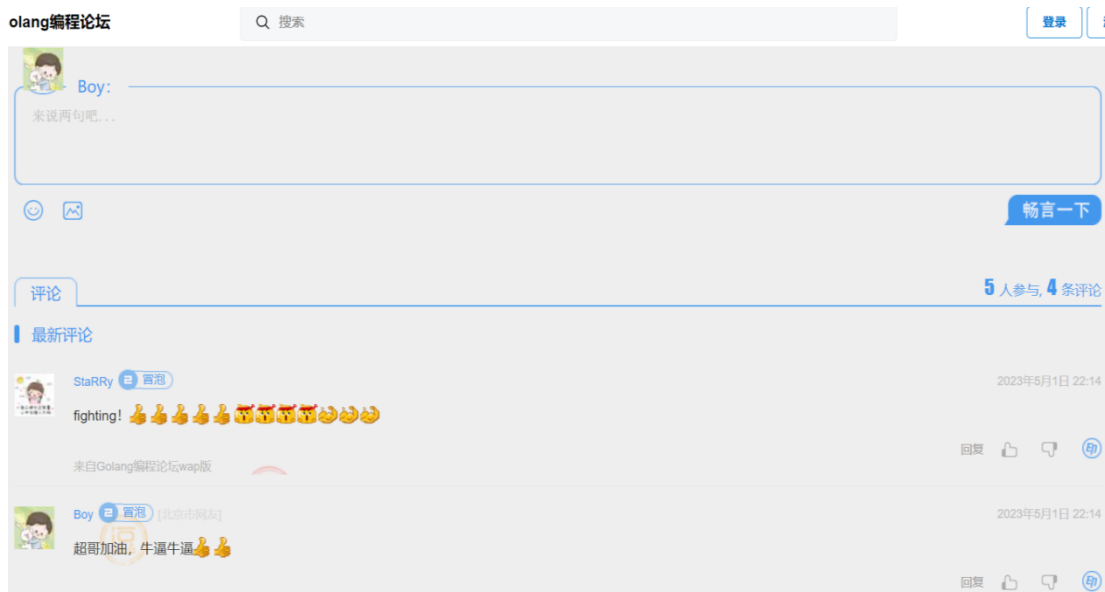 olang编程论坛
搜索
登录
Boy：
来说两句吧...
畅言一下
评论
5 人参与, 4 条评论
最新评论
StaRRy 2 冒泡
2023年5月1日 22:14
fighting！
回复
印
来自Golang编程论坛wap版
Boy 2 冒泡 [北京市网友]
2023年5月1日 22:14
超哥加油，牛逼牛逼
回复
印